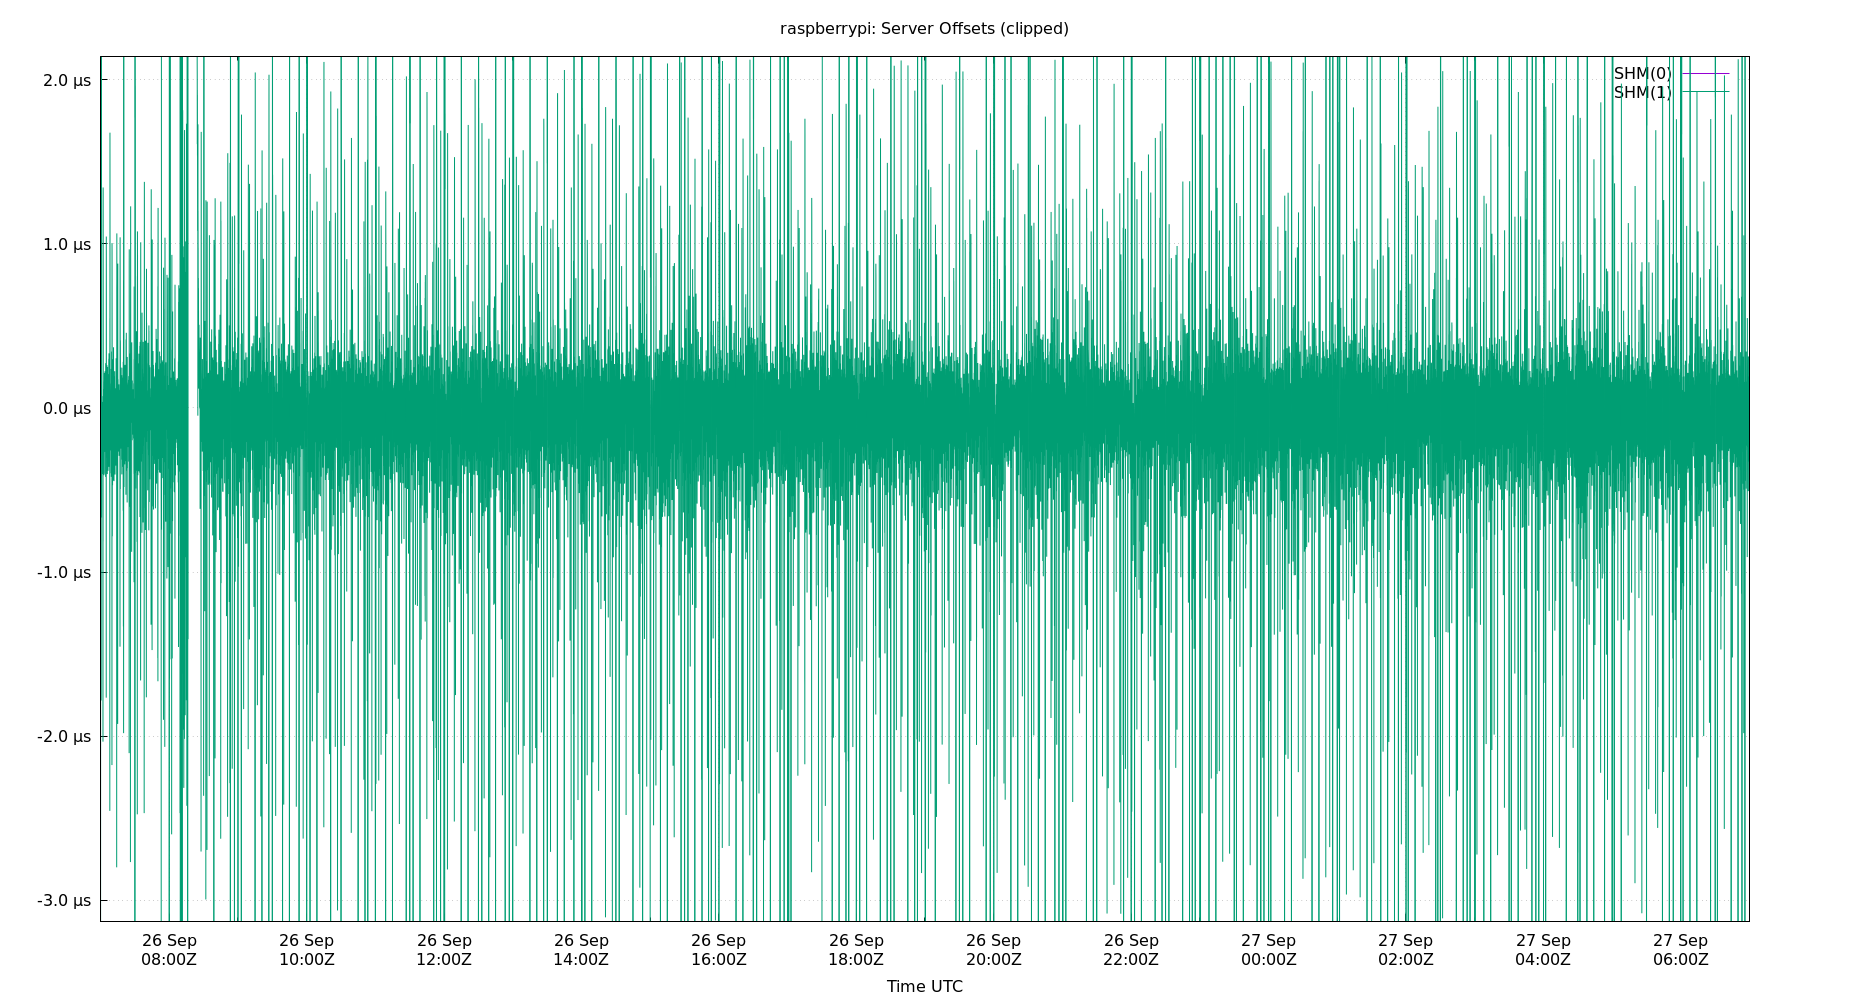 raspberrypi: Server Offsets (clipped)
SHM(0)
SHM(1)
2.0 µs
1.0 µs
0.0 µs
-1.0 µs
-2.0 µs
-3.0 µs
26 Sep 26 Sep 26 Sep 26 Sep 26 Sep 26 Sep 26 Sep 26 Sep 27 Sep 27 Sep 27 Sep 27 Sep
08:00Z 10:00Z 12:00Z 14:00Z 16:00Z 18:00Z 20:00Z 22:00Z 00:00Z 02:00Z 04:00Z 06:00Z
Time UTC